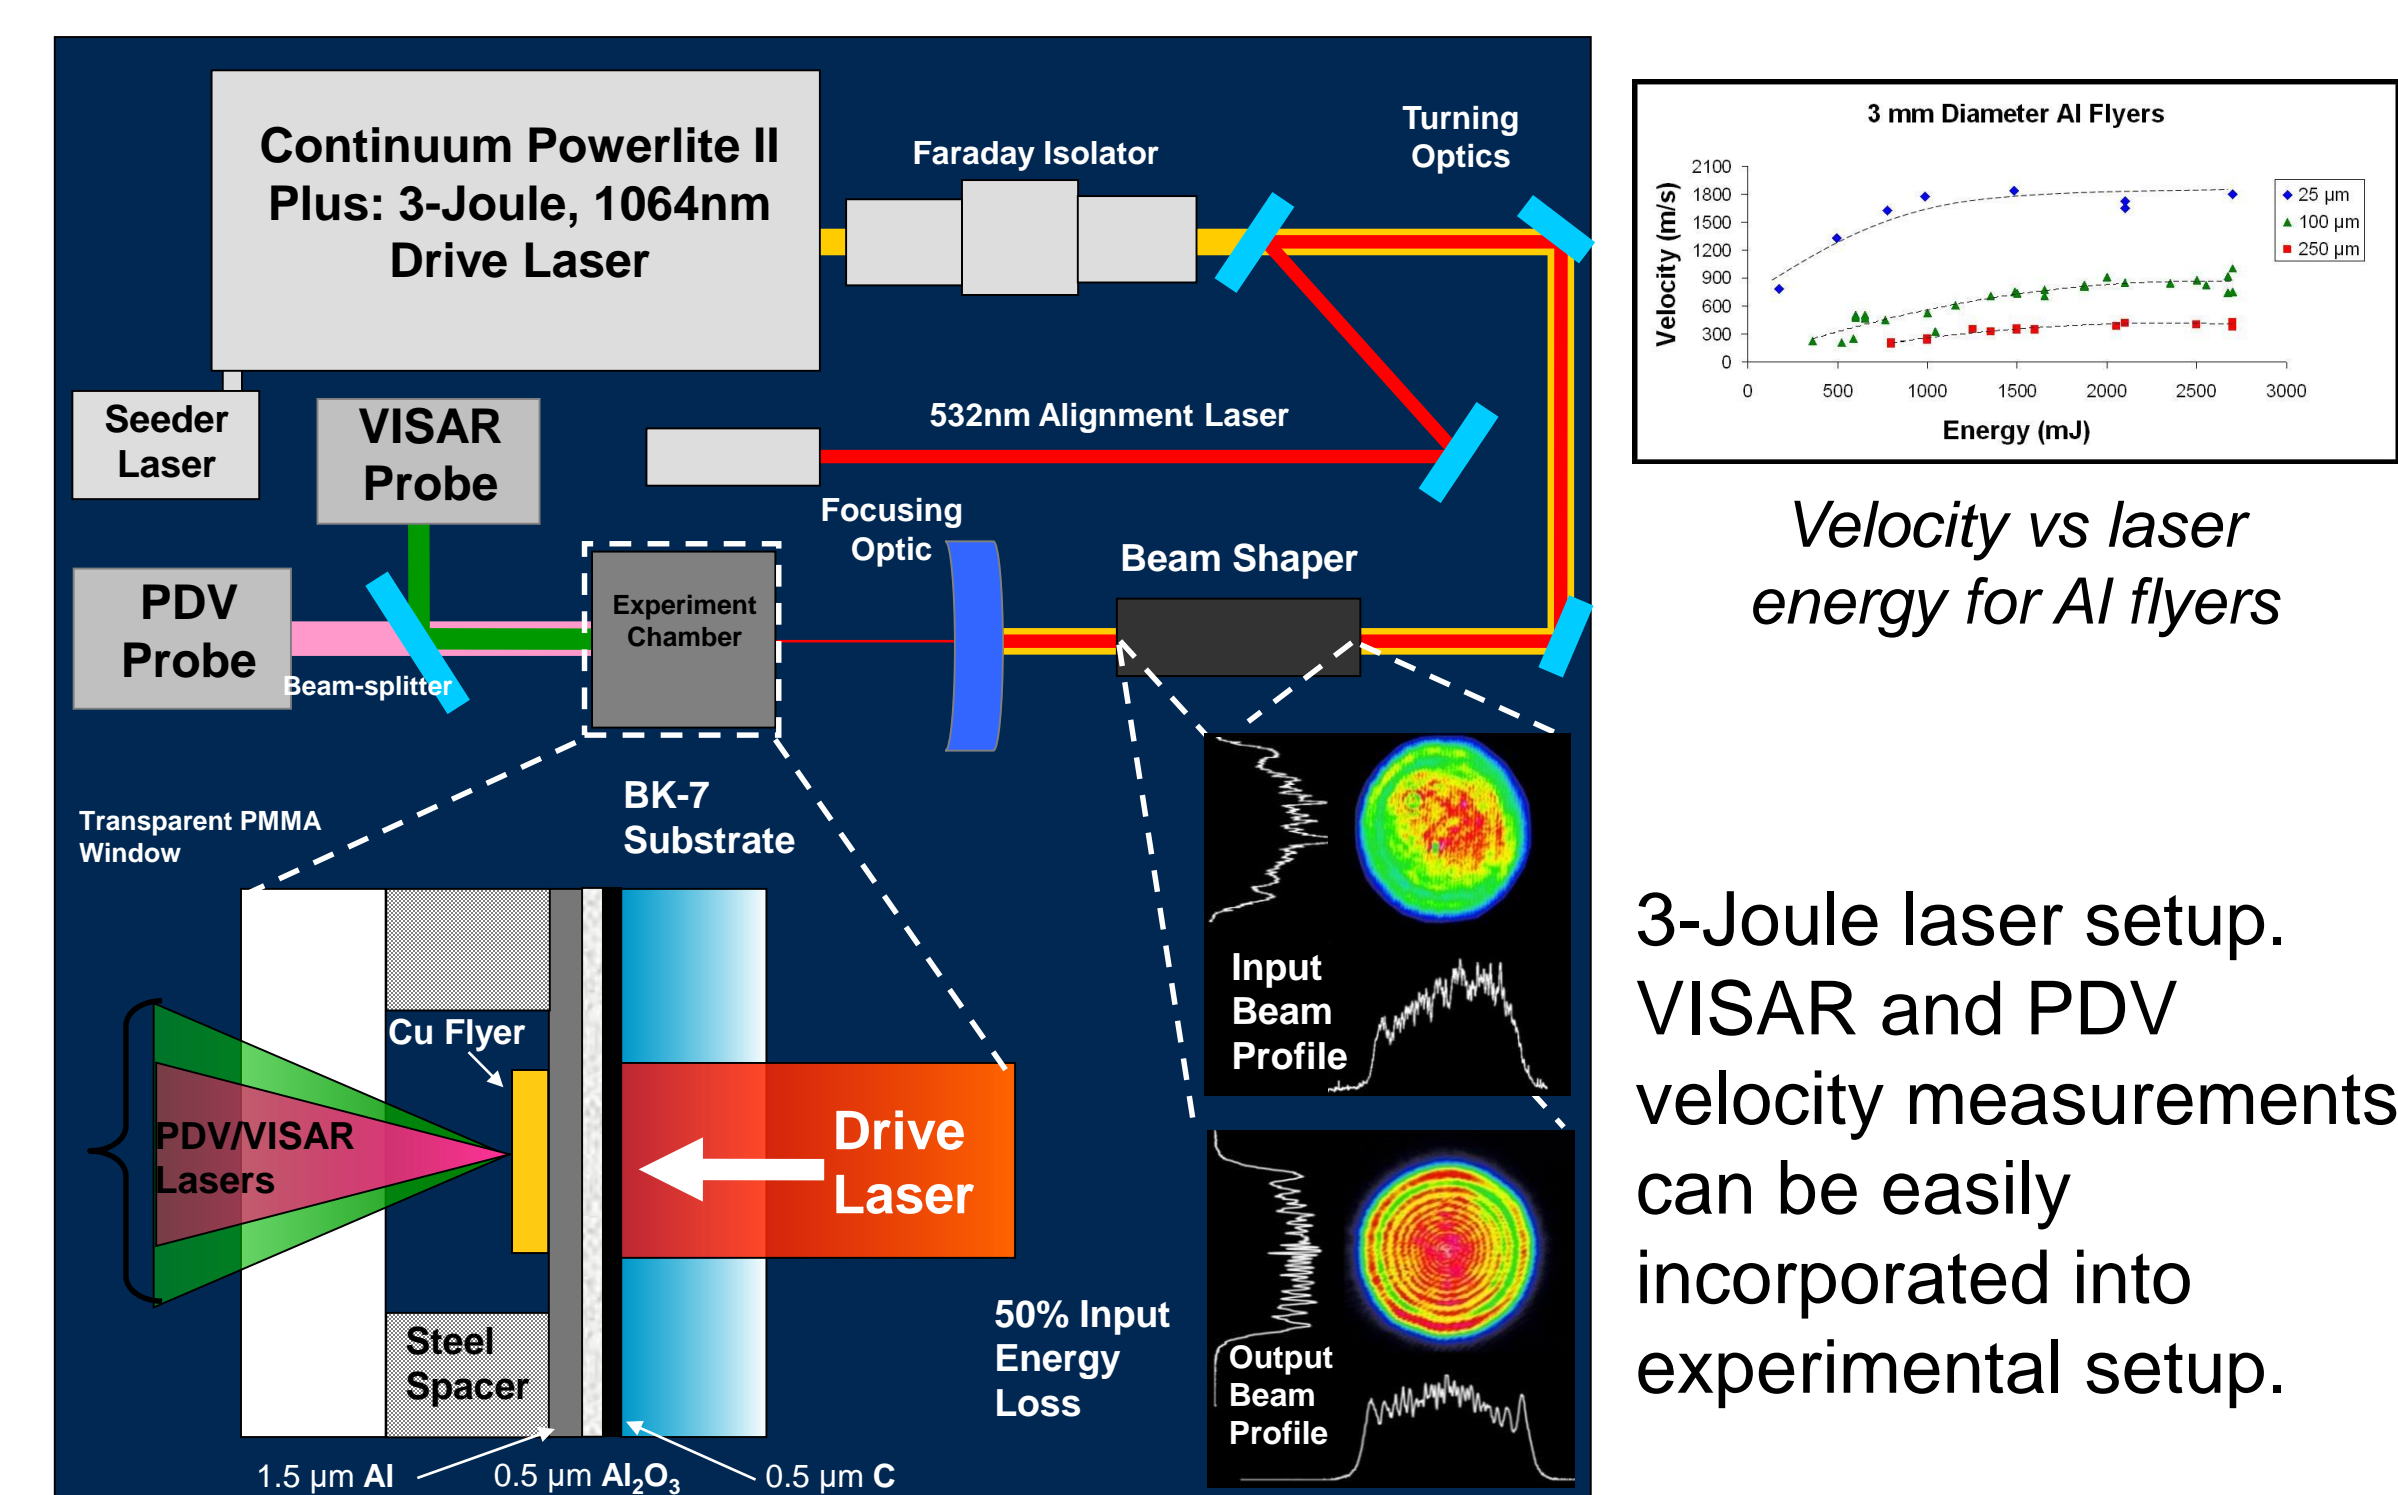 Continuum Powerlite II
Plus: 3-Joule, 1064nm
Drive Laser
Faraday Isolator
Turning
Optics
Seeder
Laser
VISAR
Probe
532nm Alignment Laser
PDV
Probe
Beam-splitter
Experiment
Chamber
Focusing
Optic
Beam Shaper
Transparent PMMA
Window
BK-7
Substrate
Cu Flyer
PDV/VISAR
Lasers
Drive
Laser
Steel
Spacer
50% Input
Energy
Loss
1.5 µm Al
0.5 µm Al₂O₃
0.5 µm C
Input
Beam
Profile
Output
Beam
Profile
3 mm Diameter Al Flyers
Velocity (m/s)
2100
1800
1500
1200
900
600
300
0
0 500 1000 1500 2000 2500 3000
Energy (mJ)
25 µm
100 µm
250 µm
Velocity vs laser
energy for Al flyers
3-Joule laser setup.
VISAR and PDV
velocity measurements
can be easily
incorporated into
experimental setup.